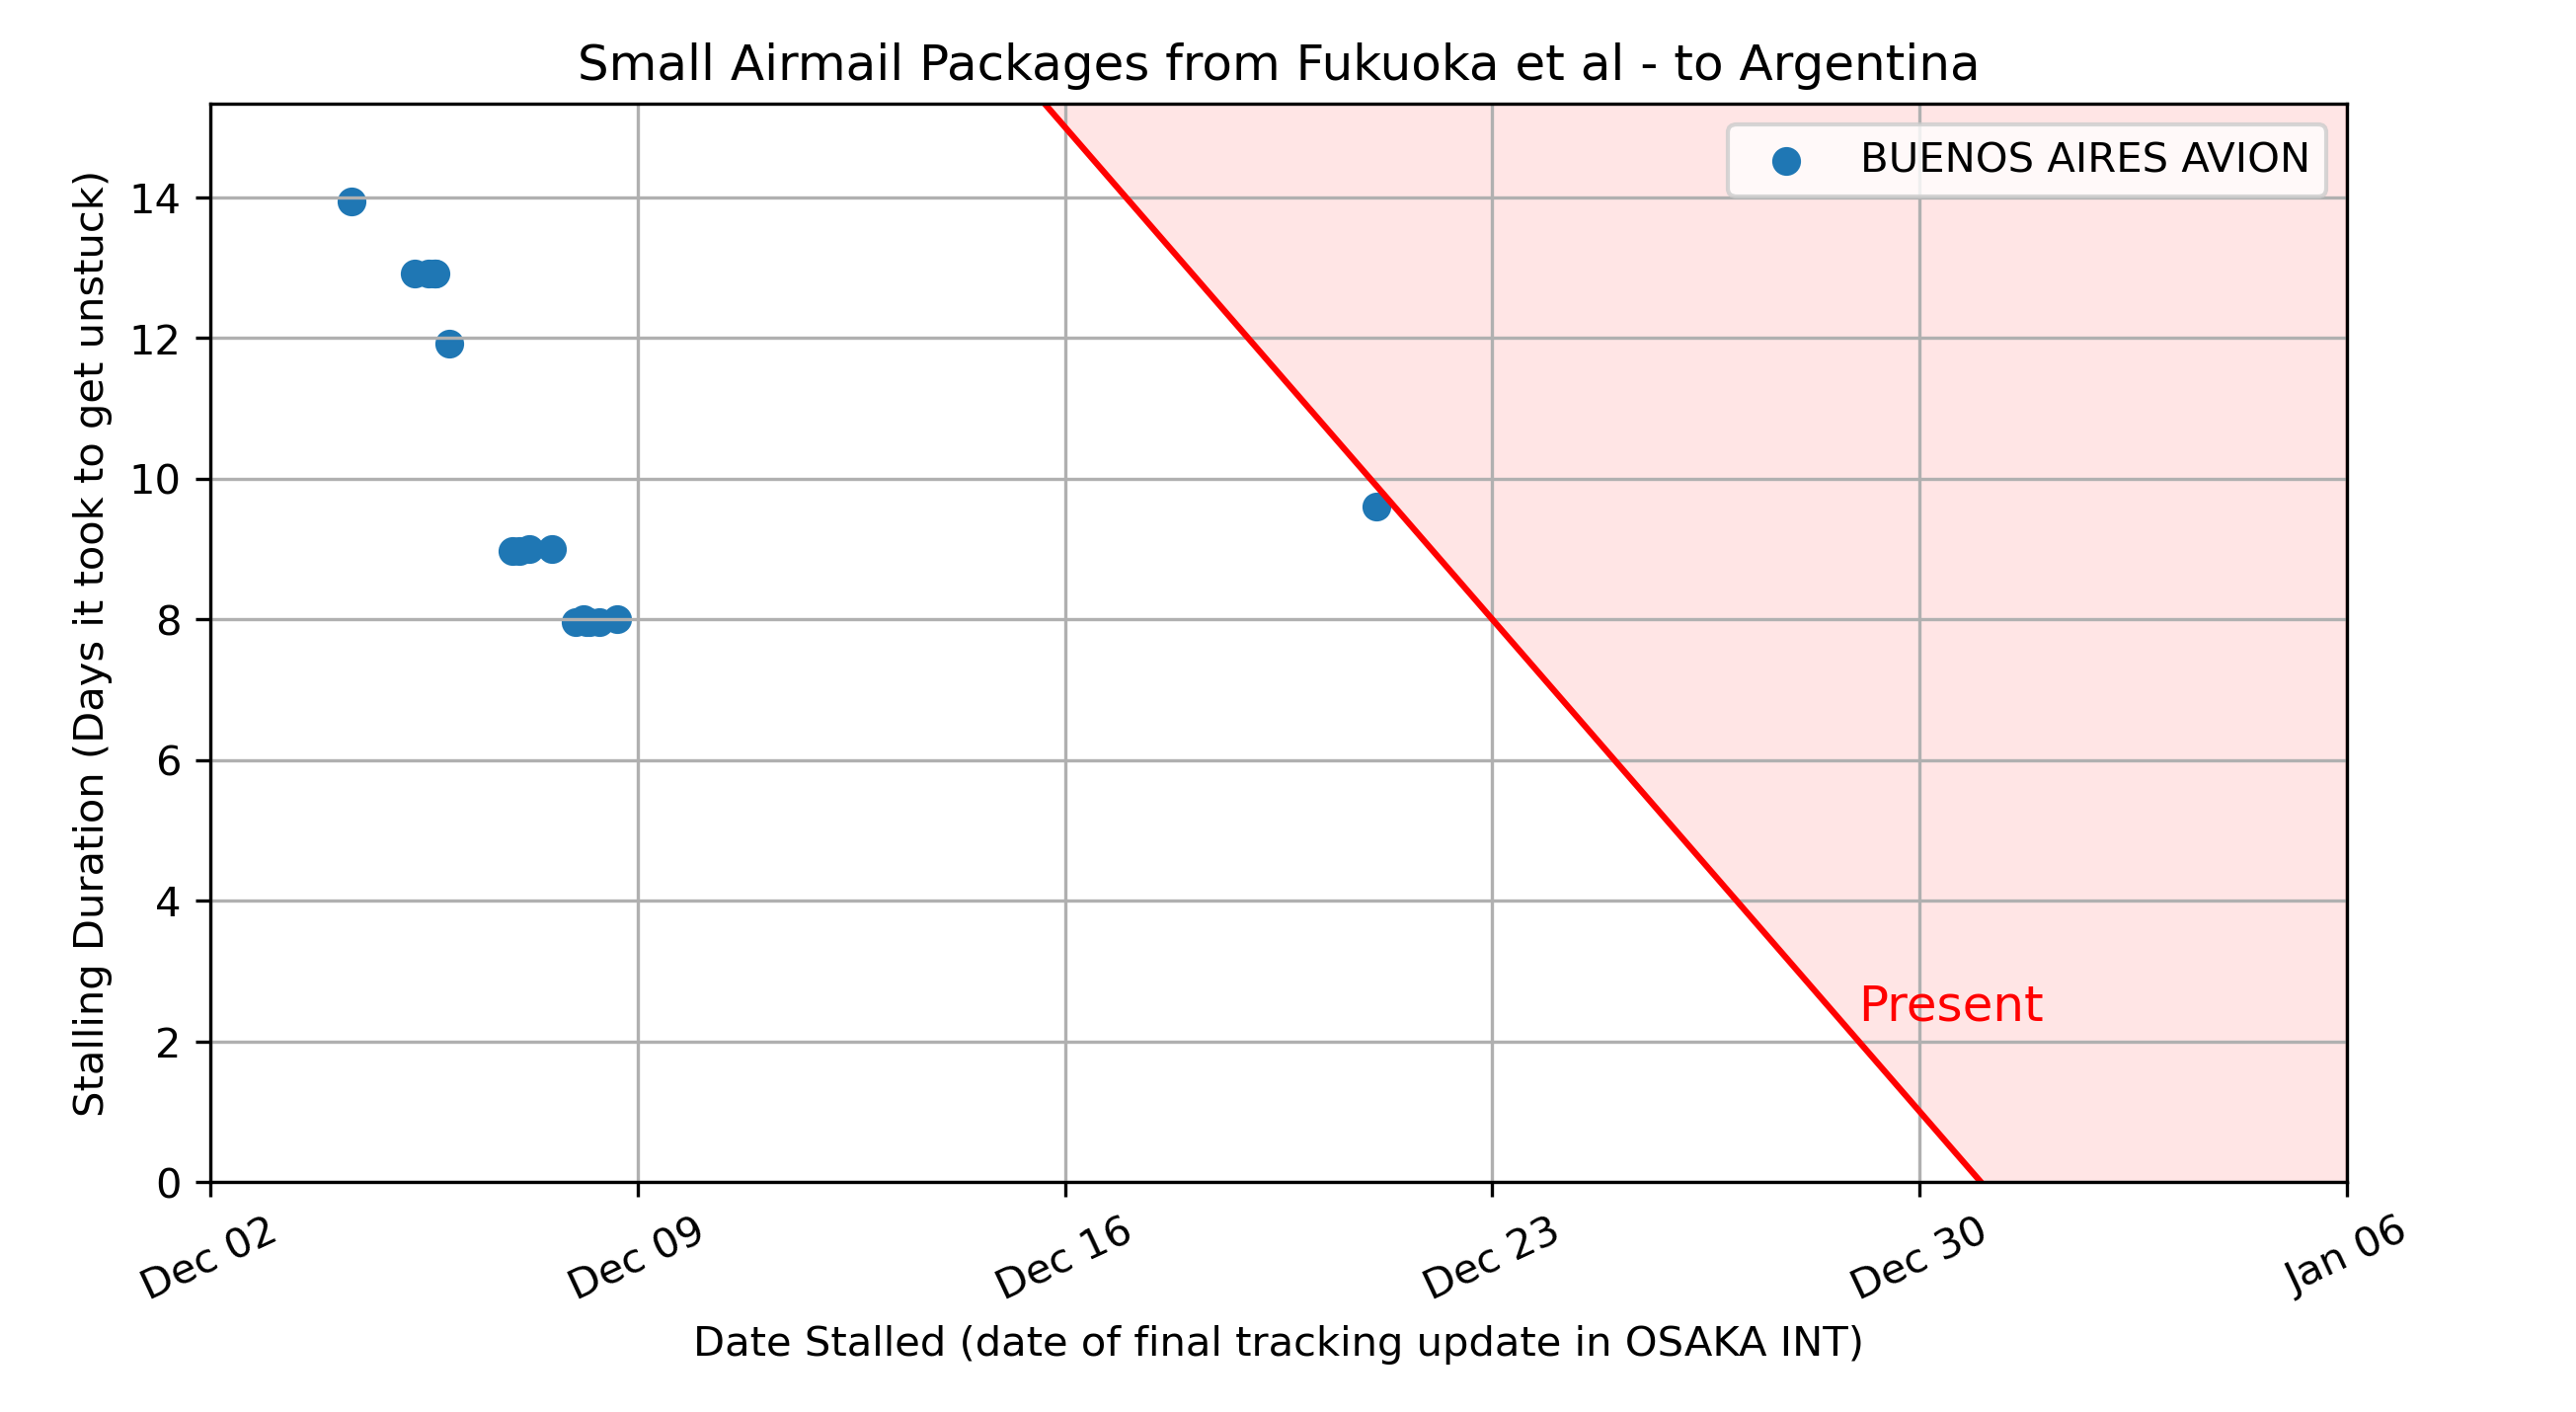 Small Airmail Packages from Fukuoka et al - to Argentina
BUENOS AIRES AVION
Stalling Duration (Days it took to get unstuck)
14
12
10
8
6
4
2
0
Present
Dec 02
Dec 09
Dec 16
Dec 23
Dec 30
Jan 06
Date Stalled (date of final tracking update in OSAKA INT)